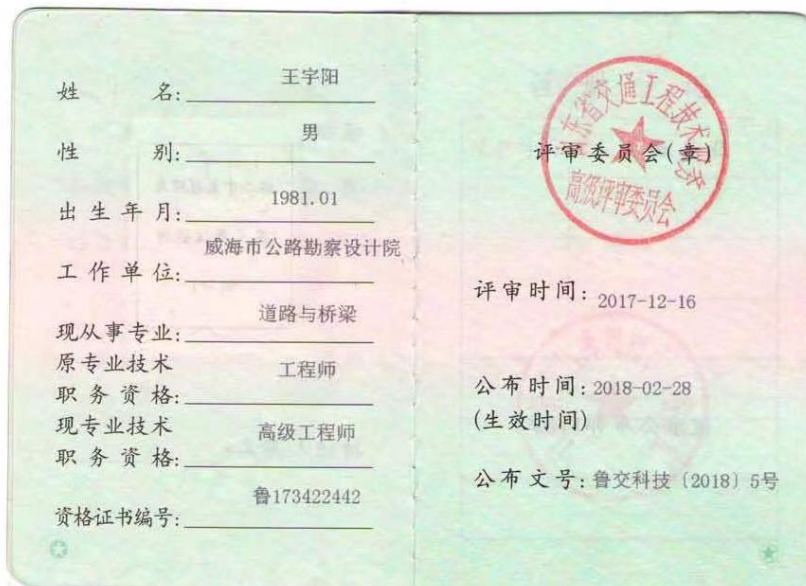 姓名:王宇阳
性别:男
出生年月:1981.01
工作单位:威海市公路勘察设计院
现从事专业:道路与桥梁
原专业技术
职务资格:工程师
现专业技术
职务资格:高级工程师
资格证书编号:鲁173422442
东省交通工程技术
评审委员会(章)
高级评审委员会
评审时间:2017-12-16
公布时间:2018-02-28
(生效时间)
公布文号:鲁交科技〔2018〕5号